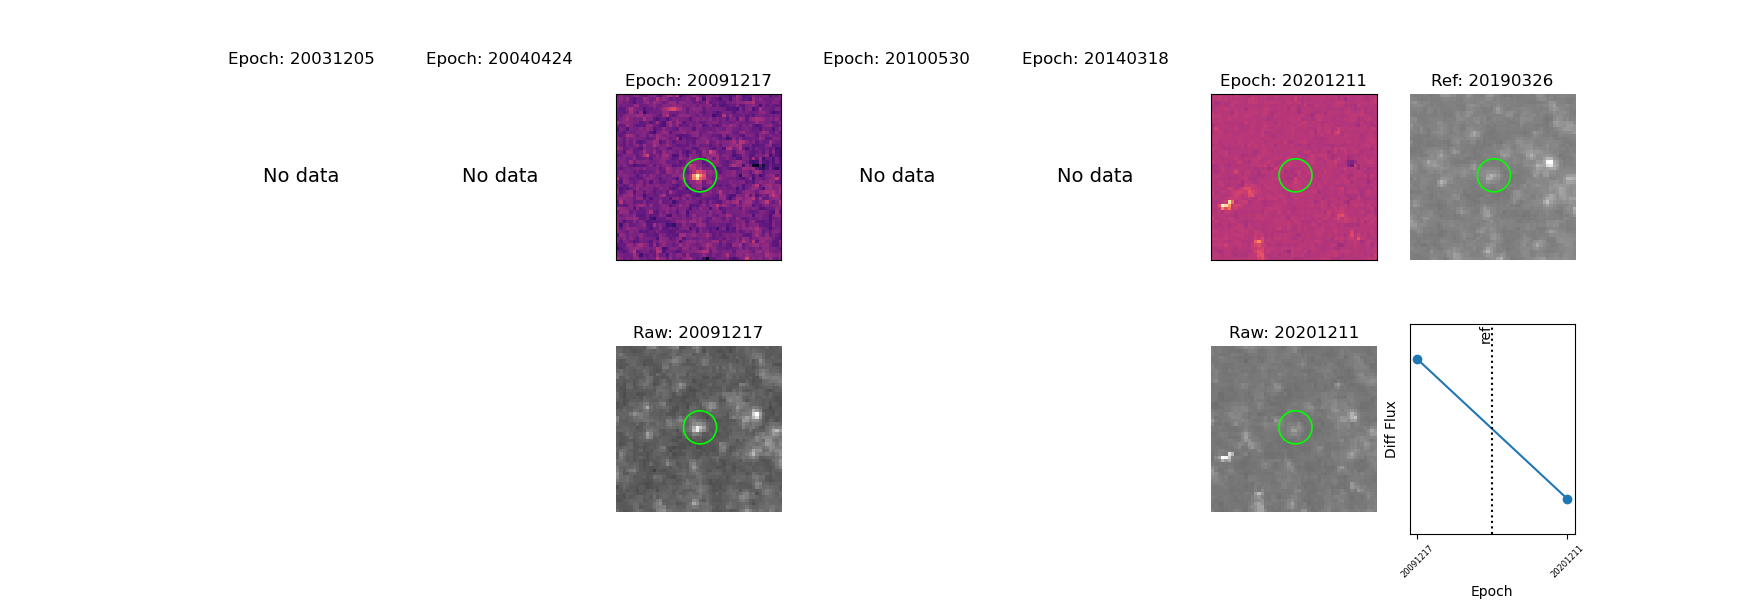 Epoch: 20031205
Epoch: 20040424
Epoch: 20091217
Epoch: 20100530
Epoch: 20140318
Epoch: 20201211
Ref: 20190326
No data
No data
No data
No data
Raw: 20091217
Raw: 20201211
ref
Diff Flux
20091217
20201211
Epoch